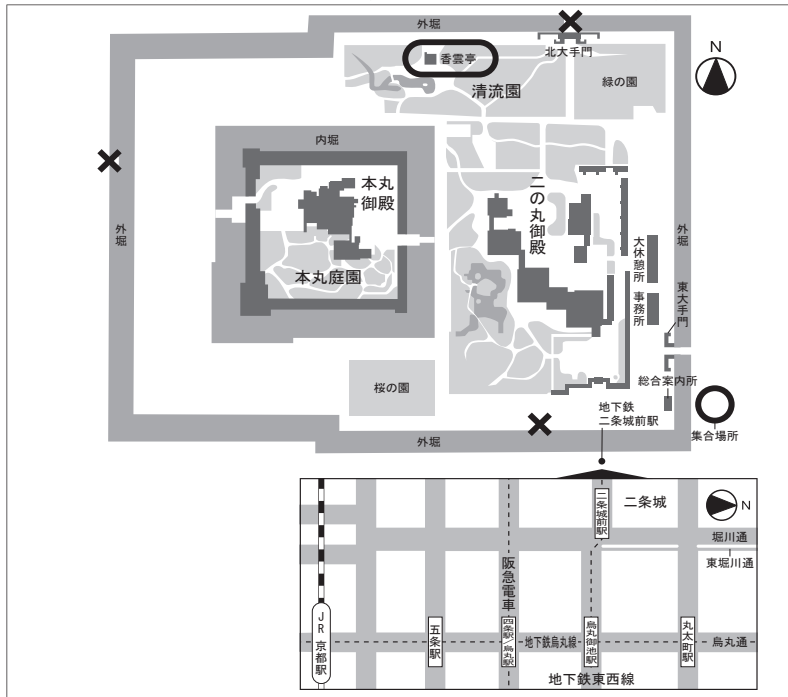 外堀
北大手門
N
香雲亭
清流園
緑の園
内堀
本丸
御殿
二の丸御殿
外堀
外堀
大休憩所
本丸庭園
事務所
東大手門
桜の園
総合案内所
地下鉄
二条城前駅
外堀
集合場所
二条城前駅
二条城
N
堀川通
東堀川通
阪急電車
JR京都駅
五条駅
四条駅/烏丸駅
地下鉄烏丸線
烏丸御池駅
丸太町駅
烏丸通
地下鉄東西線